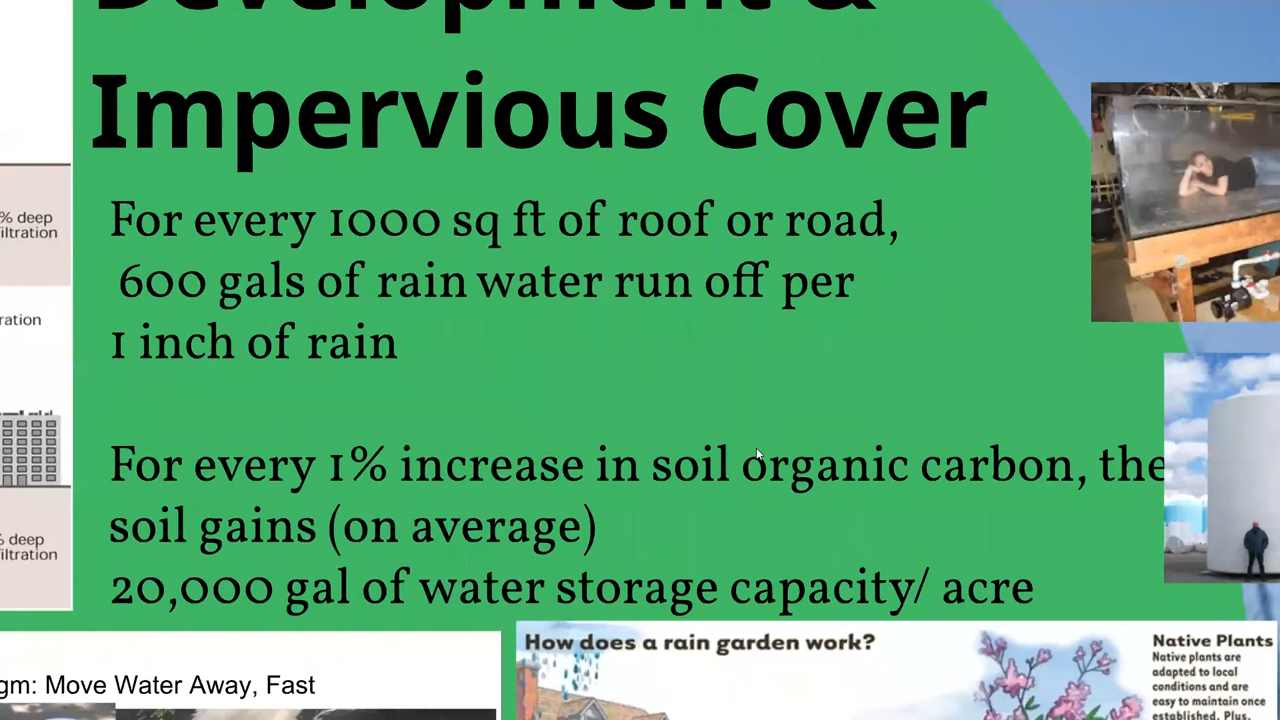 Development &
Impervious Cover
For every 1000 sq ft of roof or road,
600 gals of rain water run off per
1 inch of rain
For every 1% increase in soil organic carbon, the
soil gains (on average)
20,000 gal of water storage capacity/ acre
% deep
filtration
ration
% deep
filtration
gm: Move Water Away, Fast
How does a rain garden work?
Native Plants
Native plants are
adapted to local
conditions and are
easy to maintain once
established. Plus,